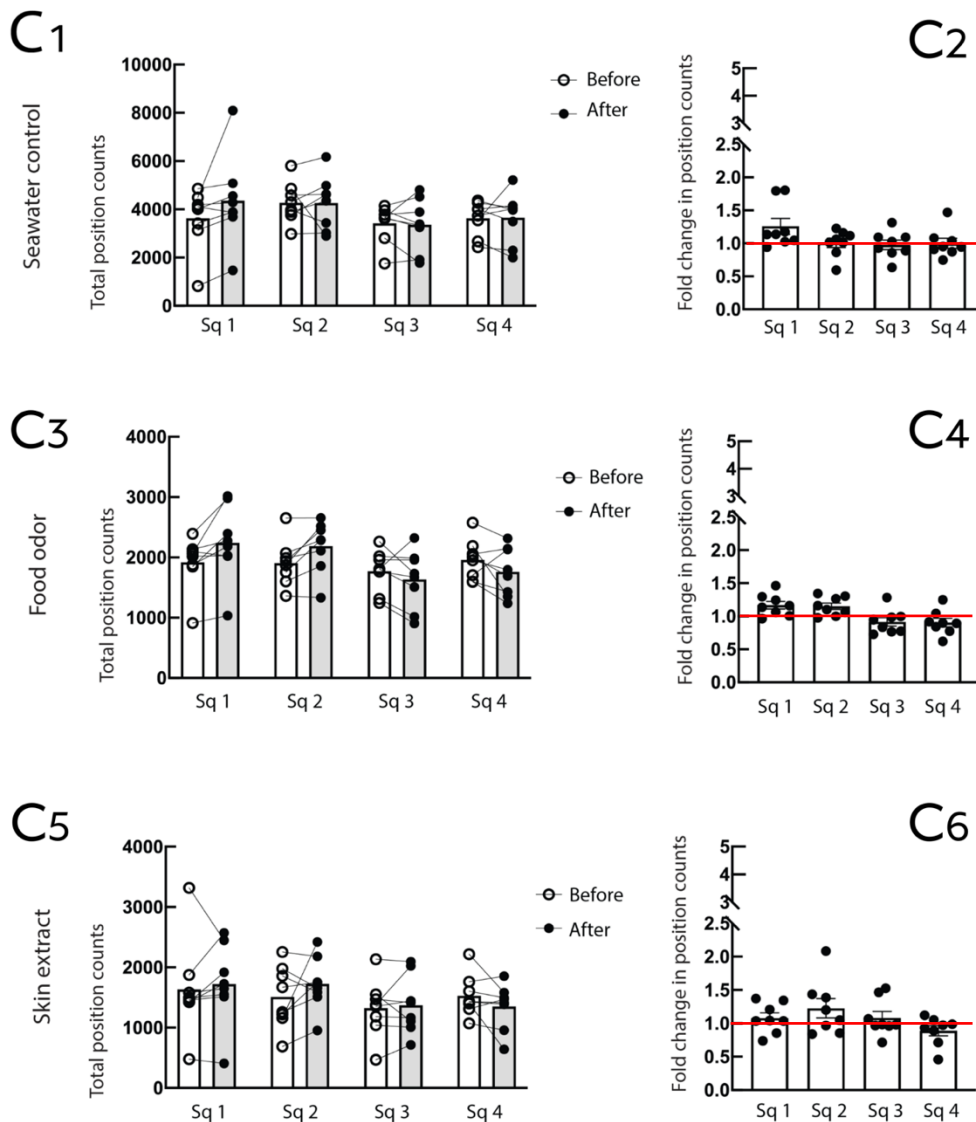 C1
Seawater control
Total position counts
10000
8000
6000
4000
2000
0
Sq 1
Sq 2
Sq 3
Sq 4
Before
After
C2
Fold change in position counts
5
4
3
2.5
2.0
1.5
1.0
0.5
0.0
Sq 1
Sq 2
Sq 3
Sq 4
C3
Food odor
Total position counts
4000
3000
2000
1000
0
Sq 1
Sq 2
Sq 3
Sq 4
Before
After
C4
Fold change in position counts
5
4
3
2.5
2.0
1.5
1.0
0.5
0.0
Sq 1
Sq 2
Sq 3
Sq 4
C5
Skin extract
Total position counts
4000
3000
2000
1000
0
Sq 1
Sq 2
Sq 3
Sq 4
Before
After
C6
Fold change in position counts
5
4
3
2.5
2.0
1.5
1.0
0.5
0.0
Sq 1
Sq 2
Sq 3
Sq 4